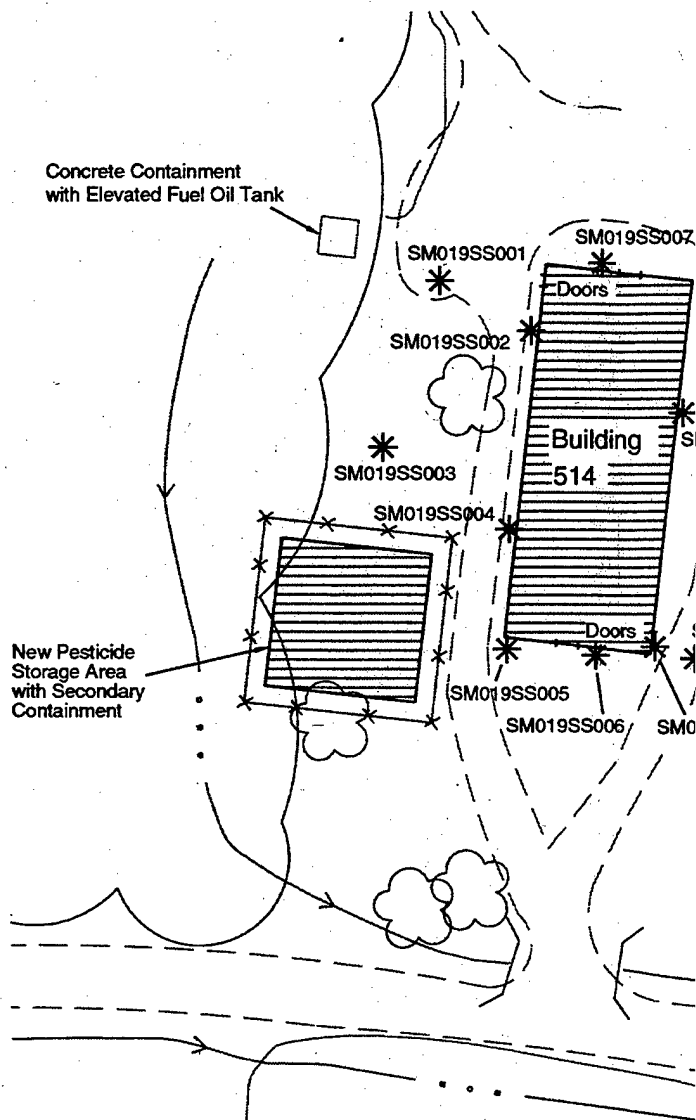 Concrete Containment
with Elevated Fuel Oil Tank
SM019SS007
SM019SS001
Doors
SM019SS002
Building
514
SM019SS003
SM019SS004
New Pesticide
Storage Area
with Secondary
Containment
Doors
SM019SS005
SM019SS006